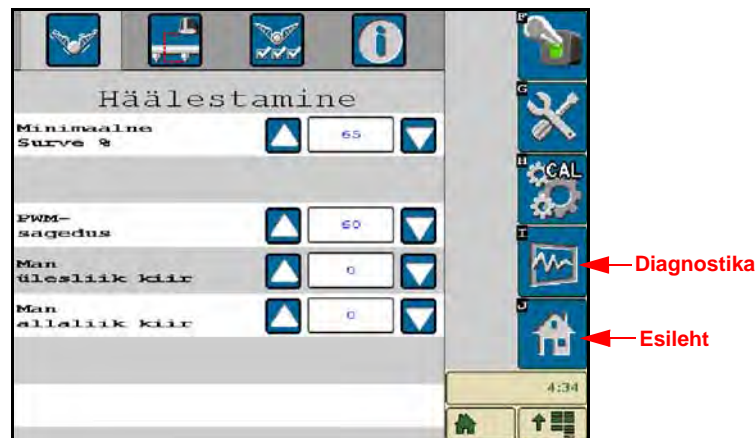 F
Häälestamine
G
Minimaalne
Surve %
65
H
CAL
PWM-
sagedus
60
I
Man
ülesliik kiir
0
Diagnostika
Man
allaliik kiir
0
J
Esileht
4:34